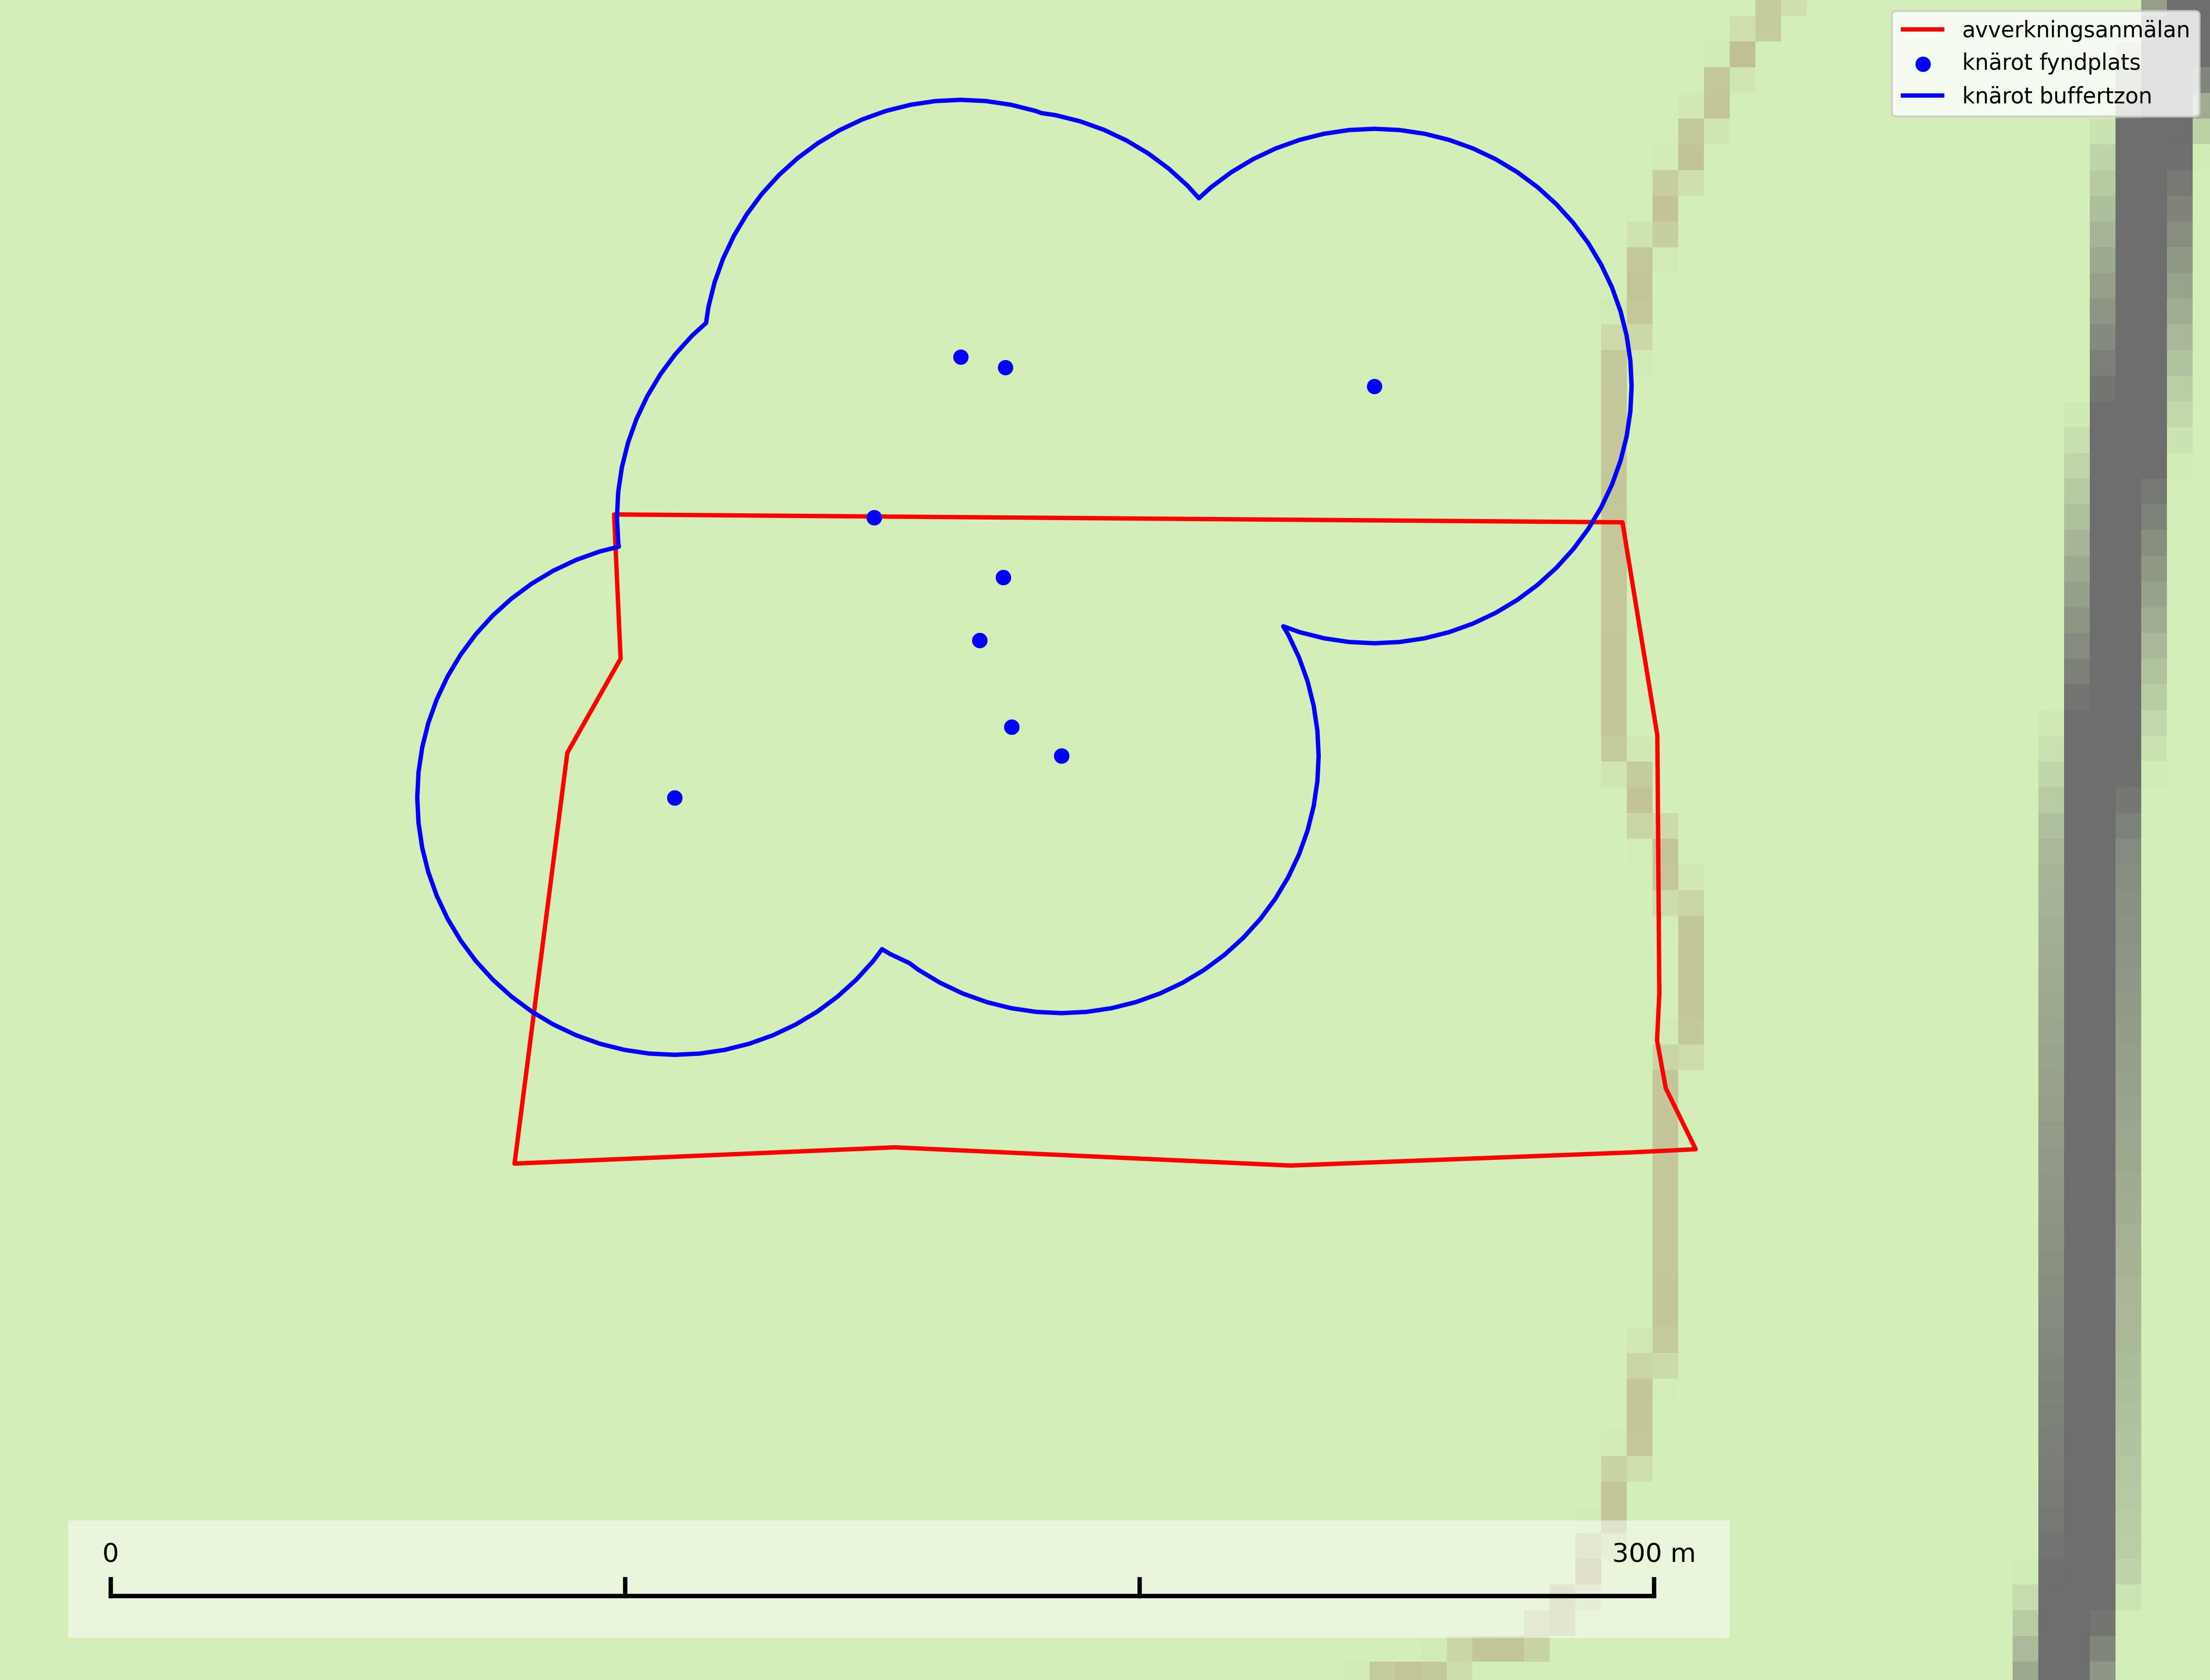 avverkningsanmälan
knärot fyndplats
knärot buffertzon
0
300 m